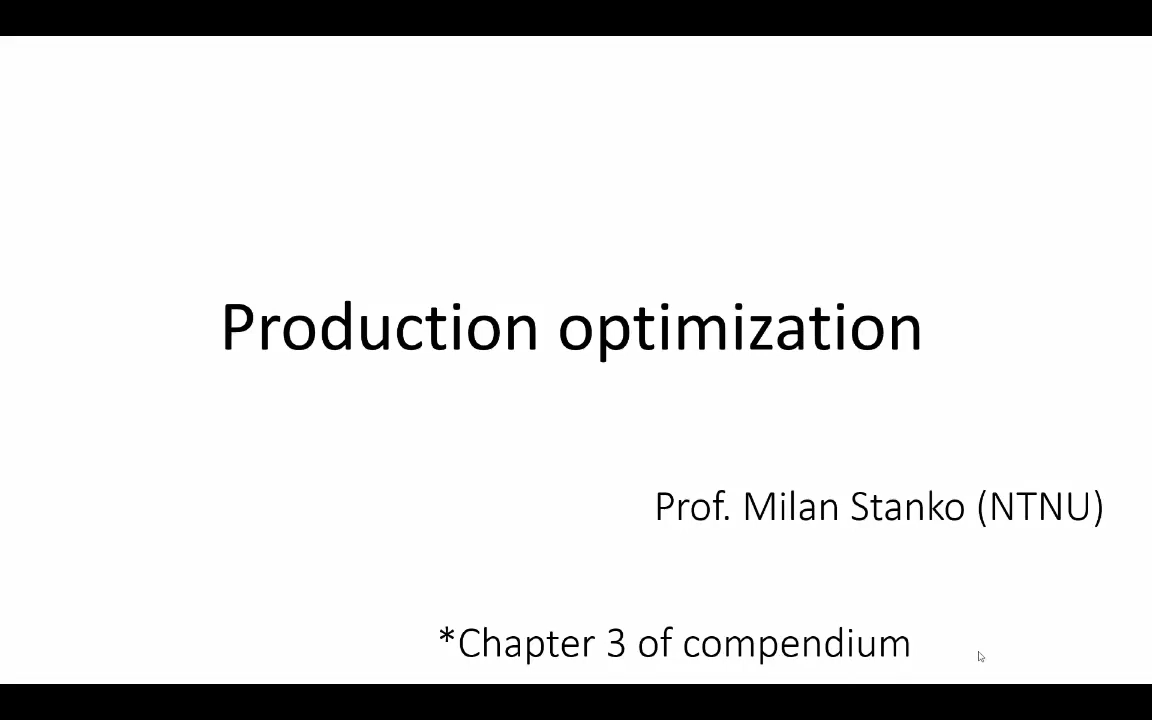 Production optimization
Prof. Milan Stanko (NTNU)
*Chapter 3 of compendium